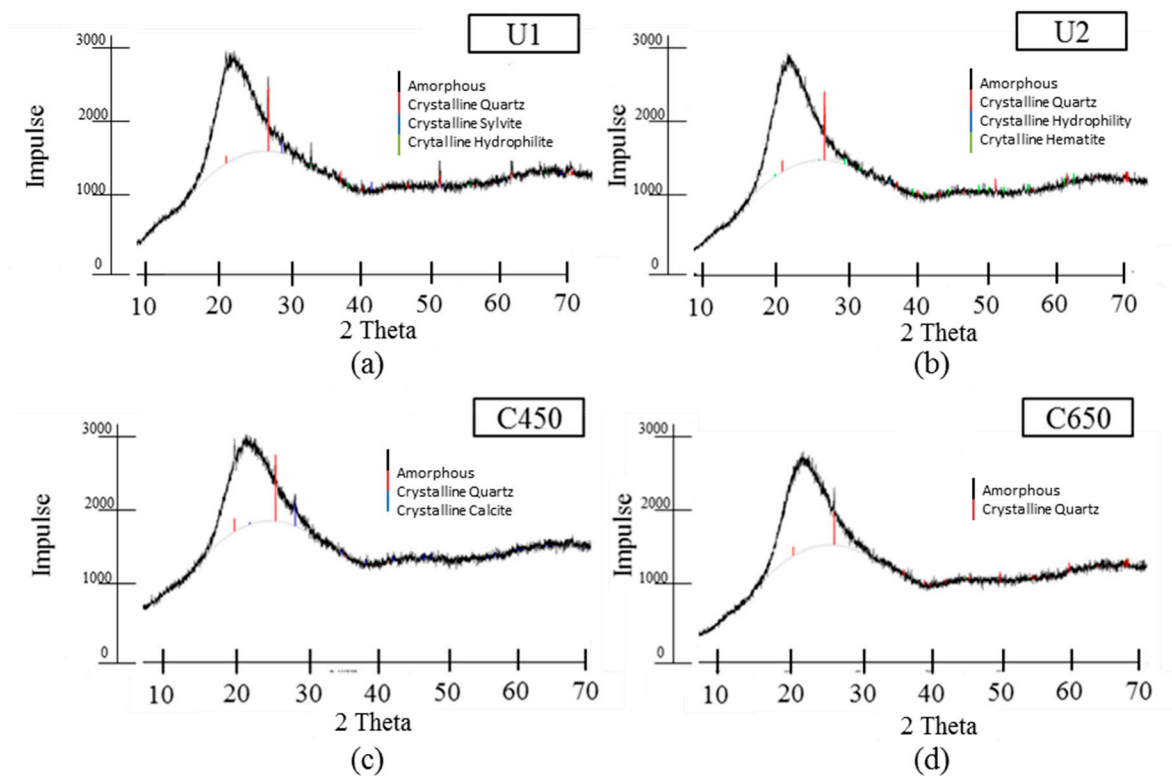 U1
3000
2000
1000
0
Impulse
Amorphous
Crystalline Quartz
Crystalline Sylvite
Crytalline Hydrophilite
10 20 30 40 50 60 70
2 Theta
(a)
U2
3000
2000
1000
0
Impulse
Amorphous
Crystalline Quartz
Crystalline Hydrophility
Crytalline Hematite
10 20 30 40 50 60 70
2 Theta
(b)
C450
3000
2000
1000
0
Impulse
Amorphous
Crystalline Quartz
Crystalline Calcite
10 20 30 40 50 60 70
2 Theta
(c)
C650
3000
2000
1000
0
Impulse
Amorphous
Crystalline Quartz
10 20 30 40 50 60 70
2 Theta
(d)